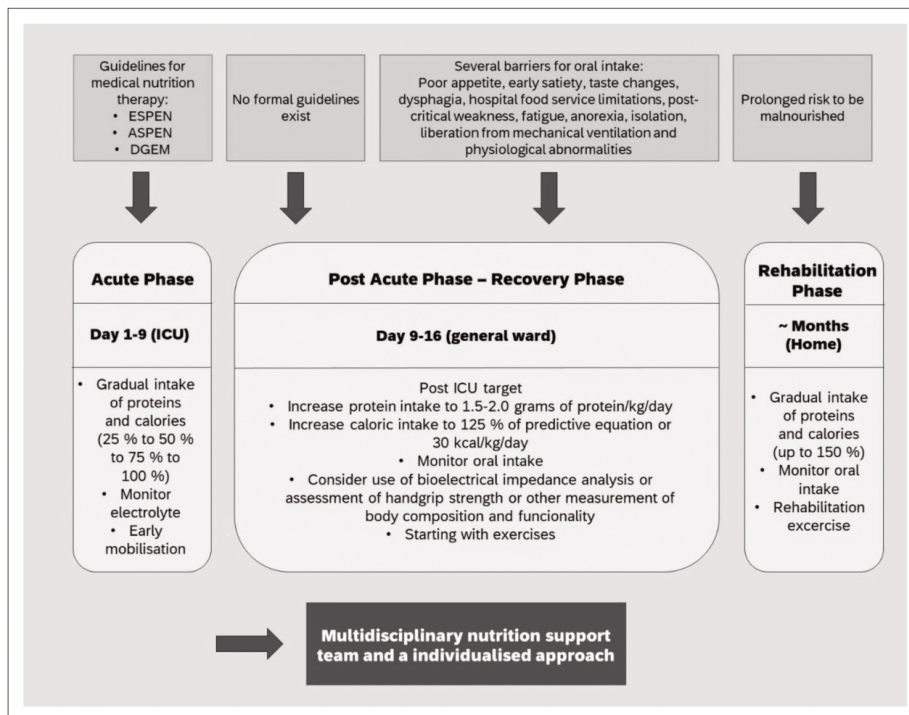 Guidelines for
medical nutrition
therapy:
• ESPEN
• ASPEN
• DGEM
No formal guidelines
exist
Several barriers for oral intake:
Poor appetite, early satiety, taste changes,
dysphagia, hospital food service limitations, post-
critical weakness, fatigue, anorexia, isolation,
liberation from mechanical ventilation and
physiological abnormalities
Prolonged risk to be
malnourished
Acute Phase
Day 1-9 (ICU)
• Gradual intake
of proteins
and calories
(25 % to 50 %
to 75 % to
100 %)
• Monitor
electrolyte
• Early
mobilisation
Post Acute Phase – Recovery Phase
Day 9-16 (general ward)
Post ICU target
• Increase protein intake to 1.5-2.0 grams of protein/kg/day
• Increase caloric intake to 125 % of predictive equation or
30 kcal/kg/day
• Monitor oral intake
• Consider use of bioelectrical impedance analysis or
assessment of handgrip strength or other measurement of
body composition and funcionality
• Starting with exercises
Rehabilitation
Phase
~ Months
(Home)
• Gradual intake
of proteins
and calories
(up to 150 %)
• Monitor oral
intake
• Rehabilitation
excercise
Multidisciplinary nutrition support
team and a individualised approach